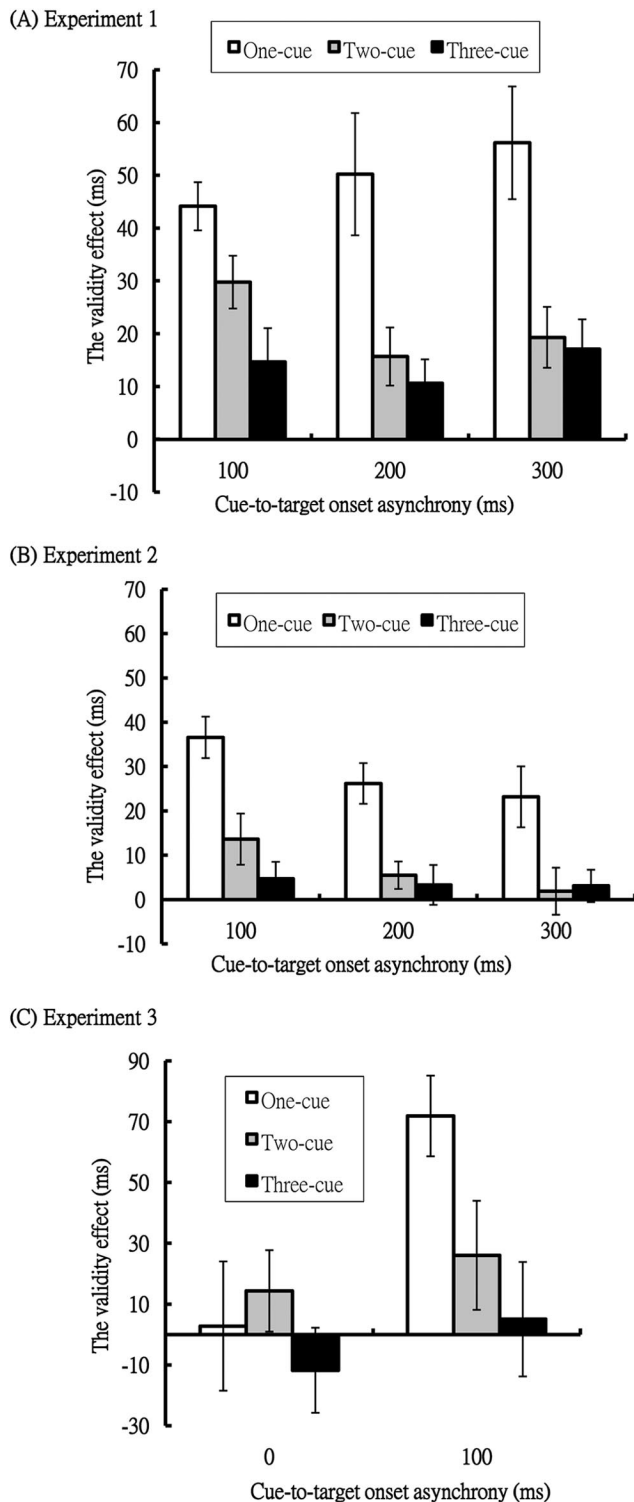 (A) Experiment 1
One-cue Two-cue Three-cue
The validity effect (ms)
70
60
50
40
30
20
10
0
-10
100 200 300
Cue-to-target onset asynchrony (ms)
(B) Experiment 2
One-cue Two-cue Three-cue
The validity effect (ms)
70
60
50
40
30
20
10
0
-10
100 200 300
Cue-to-target onset asynchrony (ms)
(C) Experiment 3
One-cue
Two-cue
Three-cue
The validity effect (ms)
90
70
50
30
10
-10
-30
0 100
Cue-to-target onset asynchrony (ms)